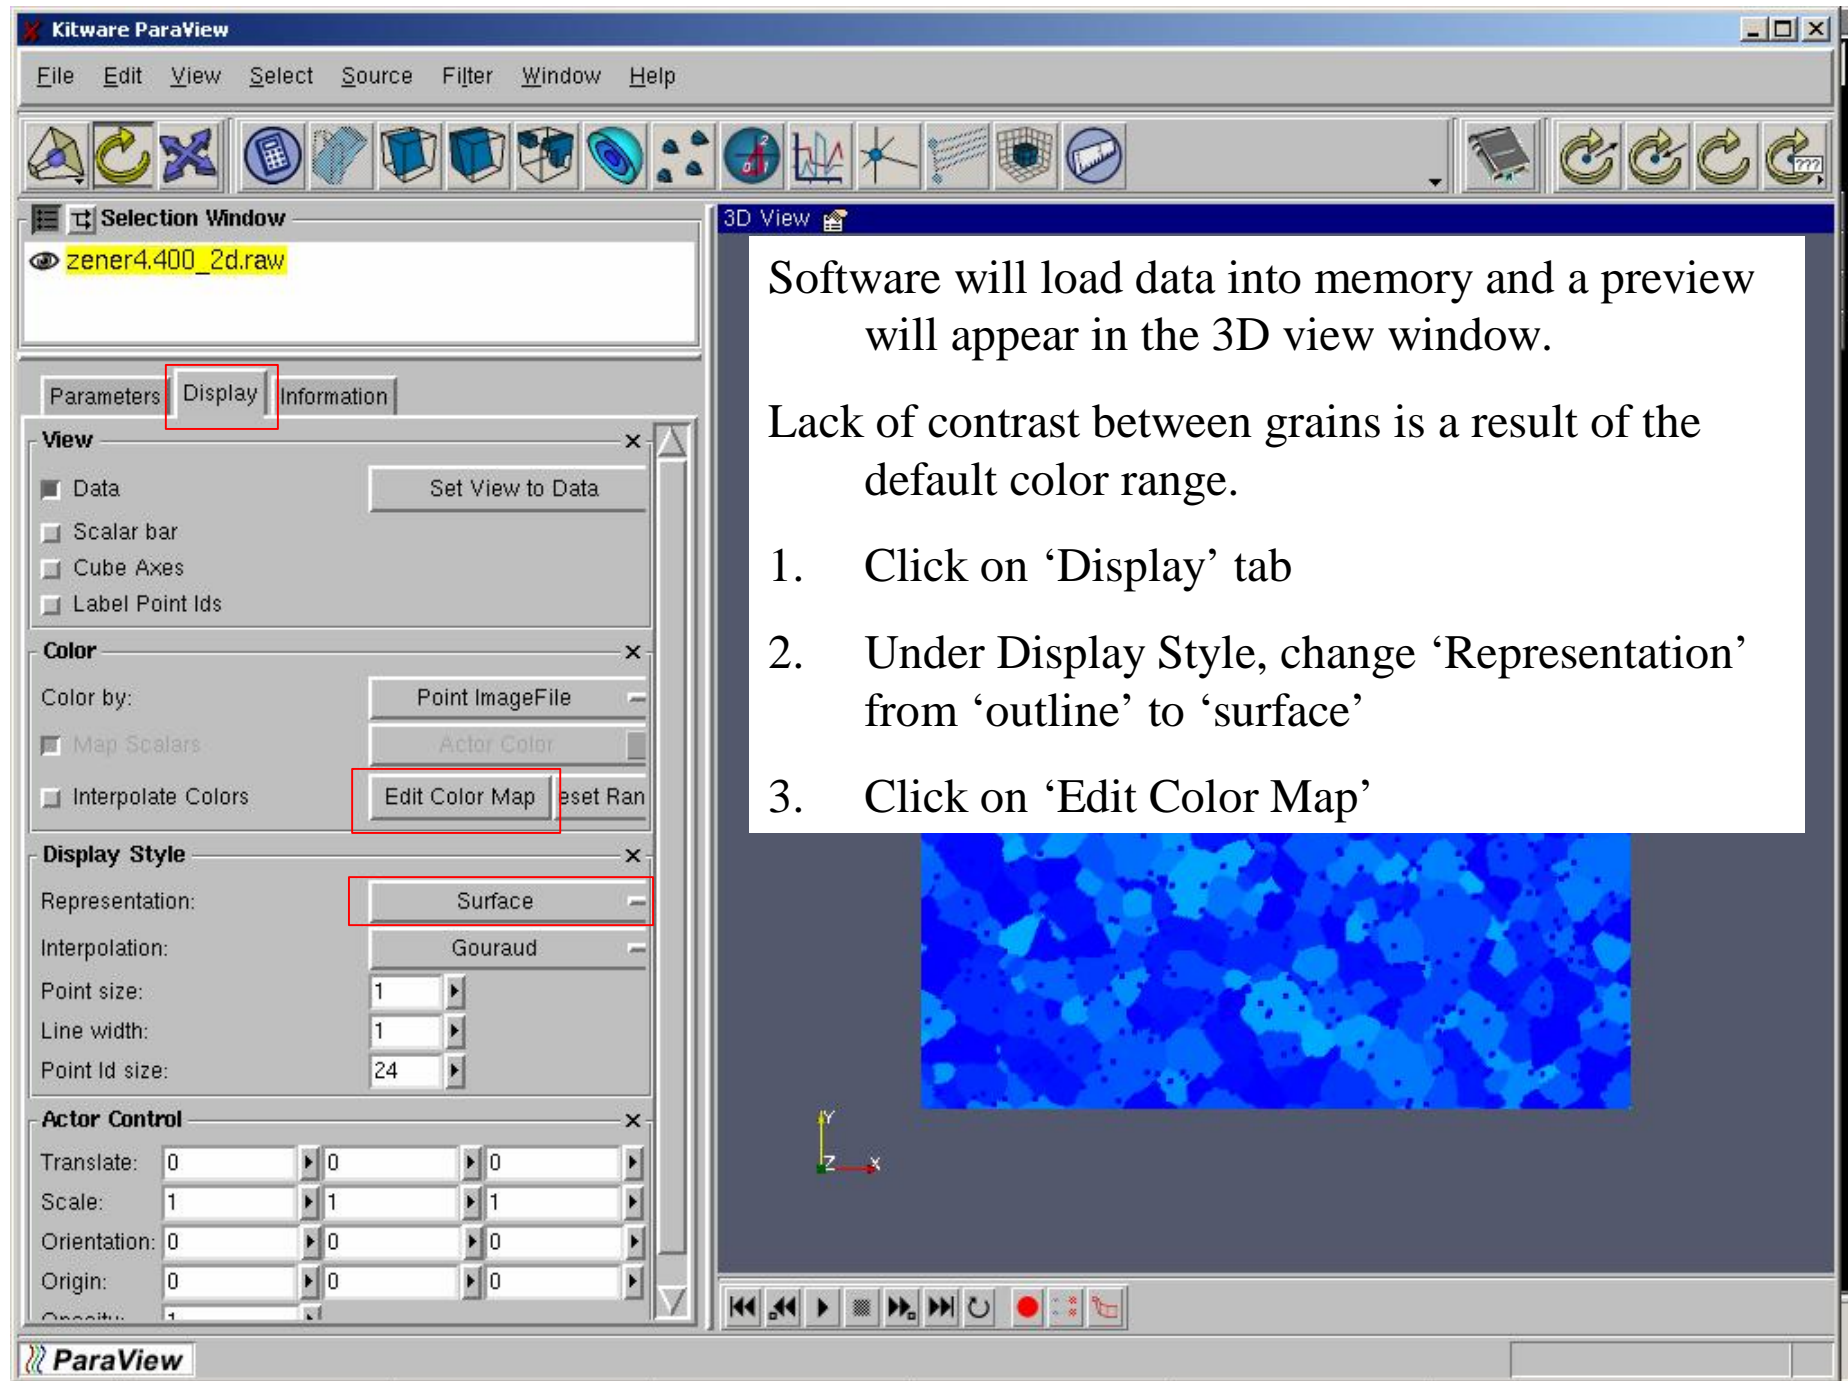 Kitware ParaView
File Edit View Select Source Filter Window Help
???
Selection Window
zener4.400_2d.raw
3D View
Software will load data into memory and a preview
will appear in the 3D view window.
Lack of contrast between grains is a result of the
default color range.
1. Click on ‘Display’ tab
2. Under Display Style, change ‘Representation’
from ‘outline’ to ‘surface’
3. Click on ‘Edit Color Map’
Parameters Display Information
View
Data Set View to Data
Scalar bar
Cube Axes
Label Point Ids
Color
Color by: Point ImageFile
Map Scalars Actor Color
Interpolate Colors Edit Color Map eset Ran
Display Style
Representation: Surface
Interpolation: Gouraud
Point size: 1
Line width: 1
Point Id size: 24
Actor Control
Translate: 0 0 0
Scale: 1 1 1
Orientation: 0 0 0
Origin: 0 0 0
Opacity: 1
Y
Z X
ParaView